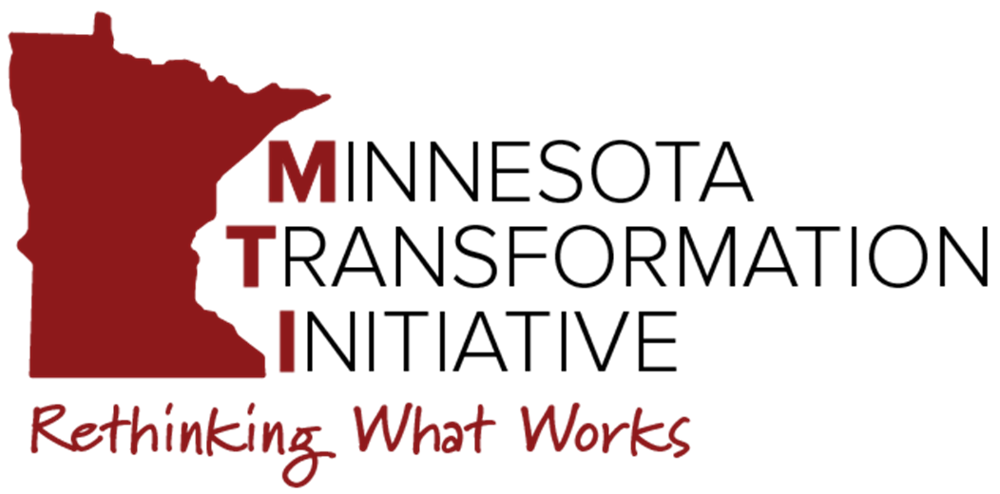 MINNESOTA
TRANSFORMATION
INITIATIVE
Rethinking What Works